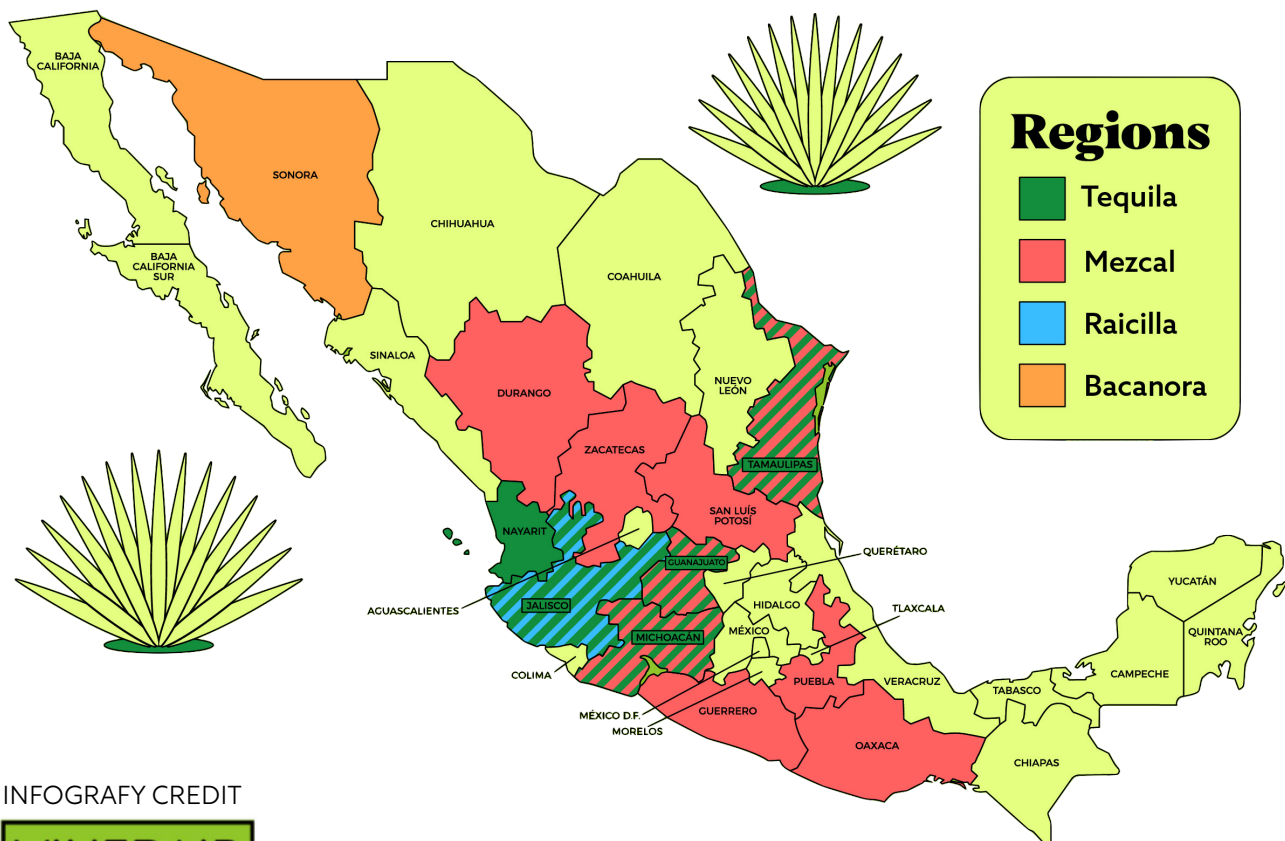 BAJA
CALIFORNIA
SONORA
CHIHUAHUA
BAJA
CALIFORNIA
SUR
COAHUILA
SINALOA
DURANGO
NUEVO
LEÓN
ZACATECAS
TAMAULIPAS
SAN LUÍS
POTOSÍ
NAYARIT
GUANAJUATO
QUERÉTARO
AGUASCALIENTES
JALISCO
HIDALGO
TLAXCALA
MICHOACÁN
MÉXICO
COLIMA
PUEBLA
VERACRUZ
MÉXICO D.F.
MORELOS
GUERRERO
OAXACA
TABASCO
CHIAPAS
CAMPECHE
YUCATÁN
QUINTANA
ROO
Regions
Tequila
Mezcal
Raicilla
Bacanora
INFOGRAFY CREDIT